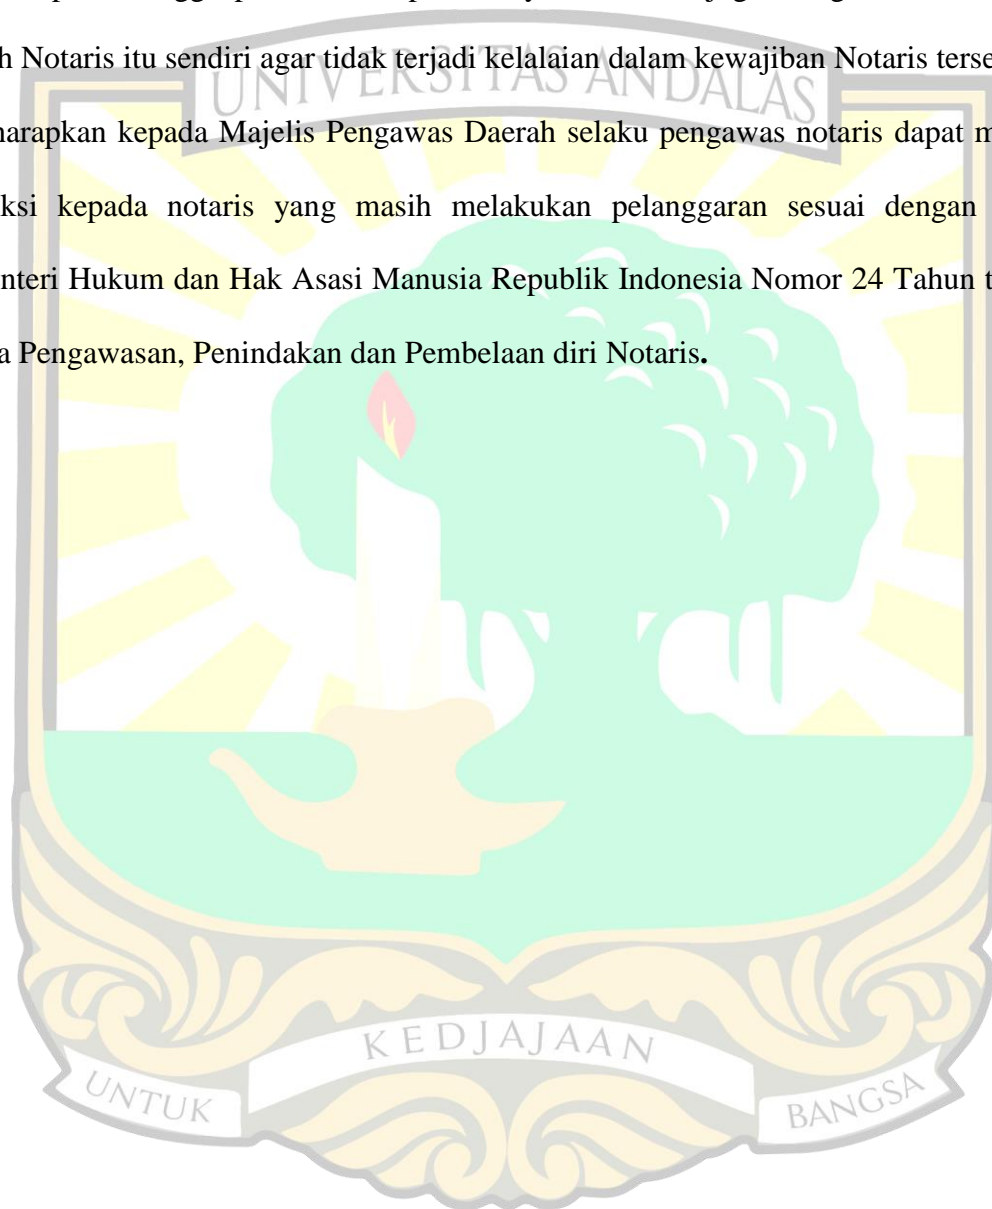 h Notaris itu sendiri agar tidak terjadi kelalaian dalam kewajiban Notaris terse
UNIVERSITAS ANDALAS
harapkan kepada Majelis Pengawas Daerah selaku pengawas notaris dapat m
ksi kepada notaris yang masih melakukan pelanggaran sesuai dengan
nteri Hukum dan Hak Asasi Manusia Republik Indonesia Nomor 24 Tahun t
a Pengawasan, Penindakan dan Pembelaan diri Notaris.
KEDJAJAAN
UNTUK
BANGSA